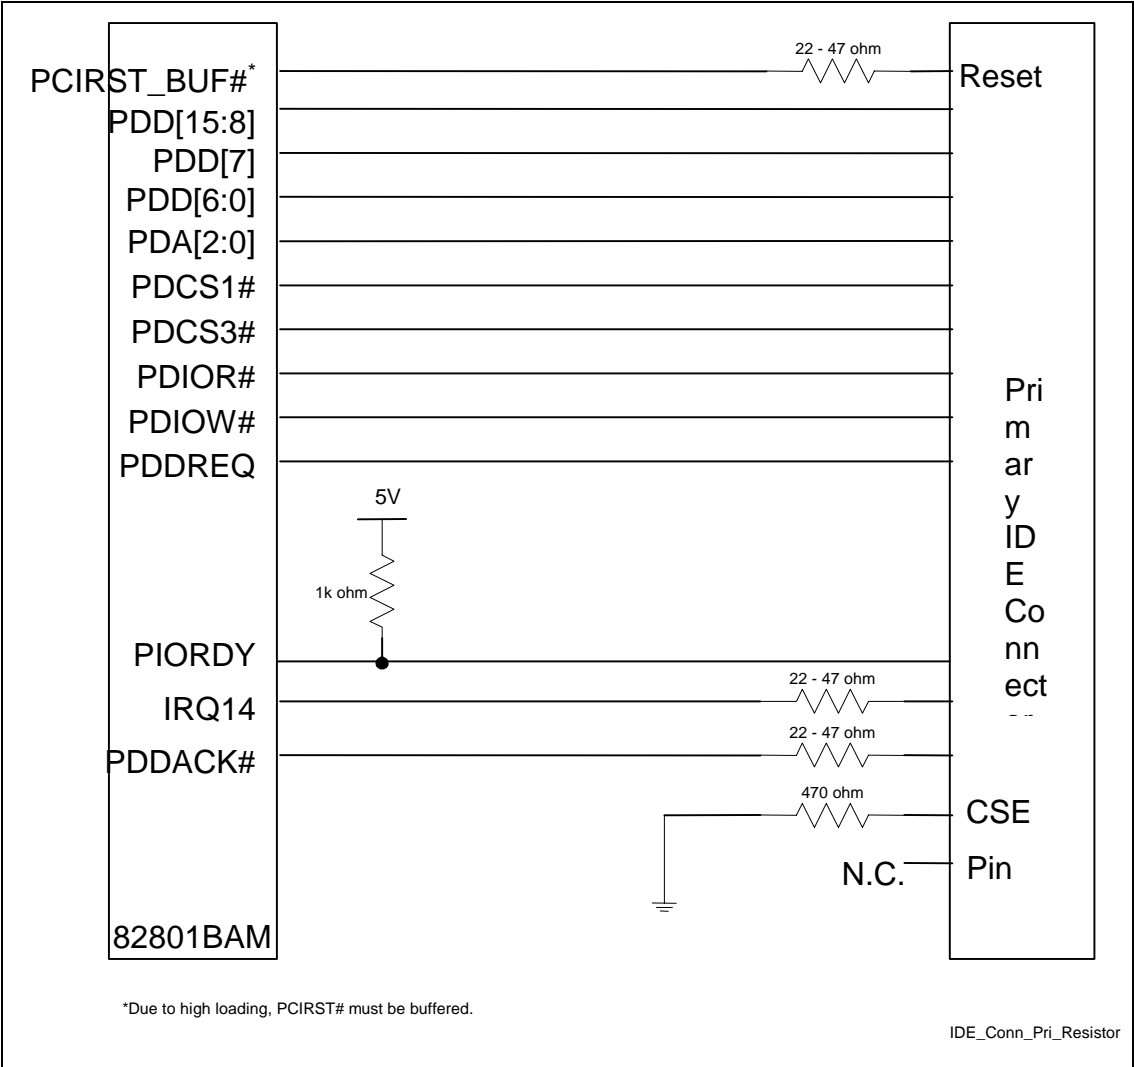 22 - 47 ohm
PCIRST_BUF#*
Reset
PDD[15:8]
PDD[7]
PDD[6:0]
PDA[2:0]
PDCS1#
PDCS3#
PDIOR#
PDIOW#
PDDREQ
5V
1k ohm
PIORDY
22 - 47 ohm
IRQ14
22 - 47 ohm
PDDACK#
470 ohm
CSE
N.C.
Pin
82801BAM
Pri
m
ar
y
ID
E
Co
nn
ect
*Due to high loading, PCIRST# must be buffered.
IDE_Conn_Pri_Resistor